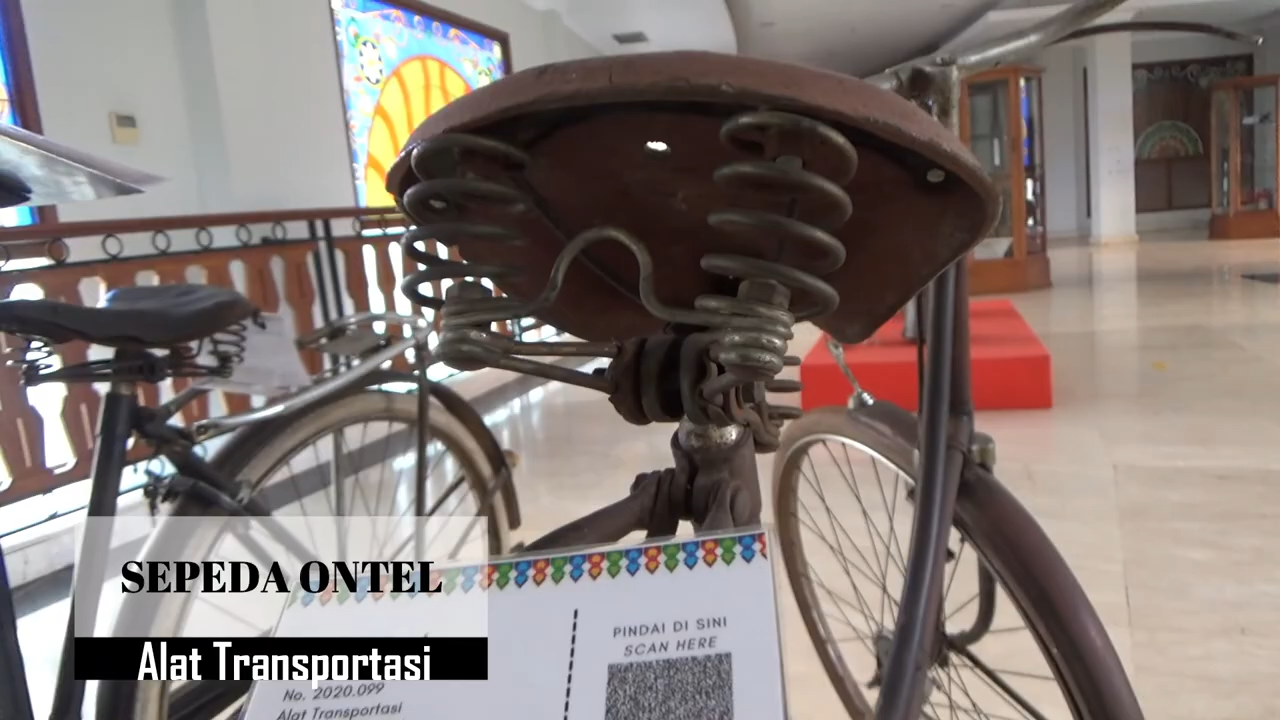 SEPEDA ONTEL
Alat Transportasi
No. 2020.099
Alat Transportasi
PINDAI DI SINI
SCAN HERE